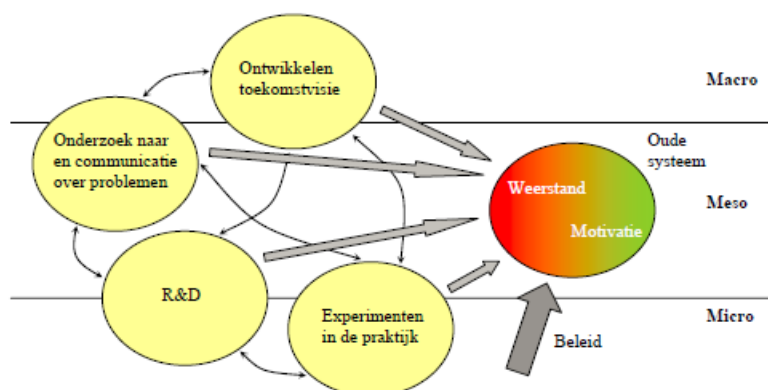 Ontwikkelen
toekomstvisie
Macro
Onderzoek naar
en communicatie
over problemen
Oude
systeem
Weerstand
Motivatie
Meso
R&D
Experimenten
in de praktijk
Beleid
Micro